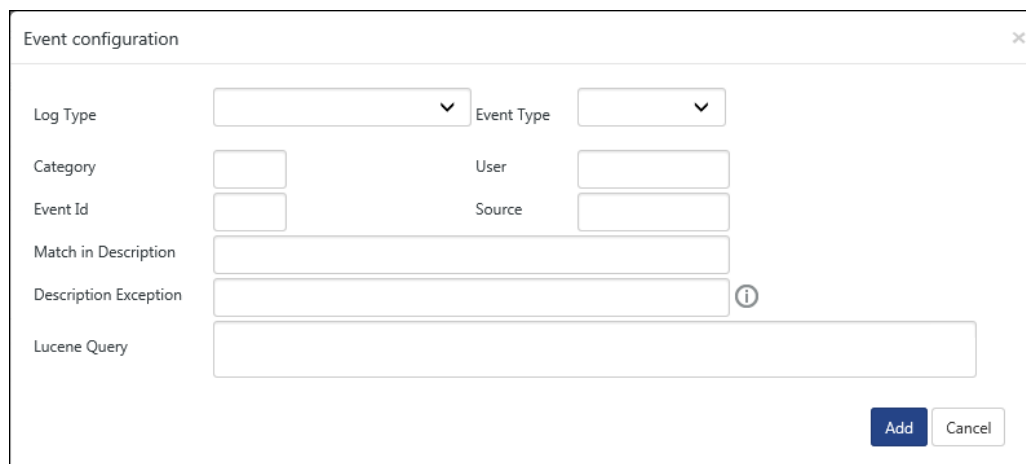 Event configuration
Log Type
Event Type
Category
User
Event Id
Source
Match in Description
Description Exception
Lucene Query
Add
Cancel